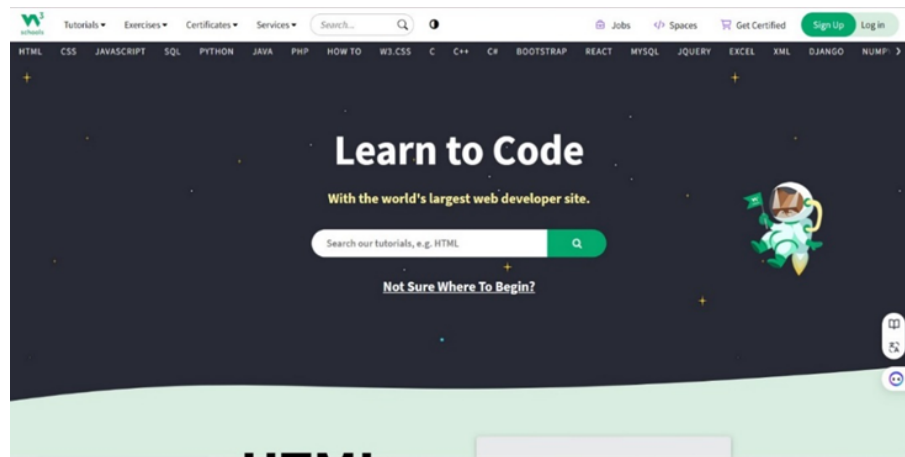 W3
schools
Tutorials Exercises Certificates Services Search... Jobs Spaces Get Certified Sign Up Log in
HTML CSS JAVASCRIPT SQL PYTHON JAVA PHP HOW TO W3.CSS C C++ C# BOOTSTRAP REACT MYSQL JQUERY EXCEL XML DJANGO
Learn to Code
With the world's largest web developer site.
Search our tutorials, e.g. HTML
Not Sure Where To Begin?
HTML